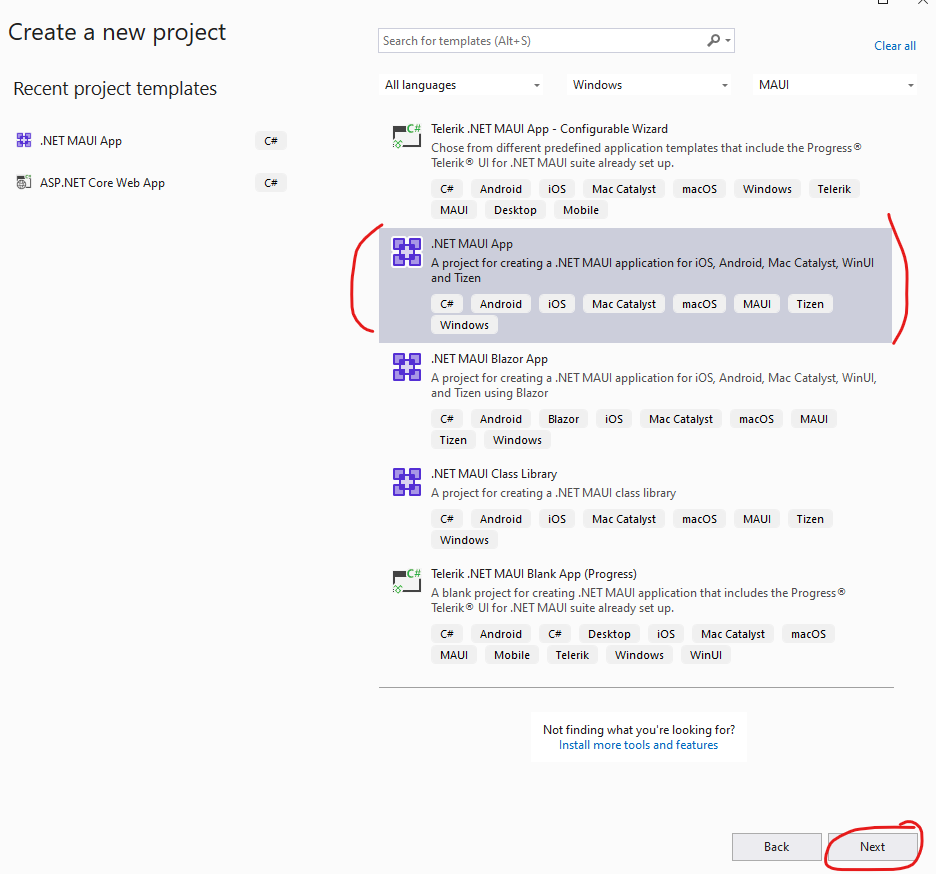 Create a new project
Search for templates (Alt+S)
Clear all
Recent project templates
All languages
Windows
MAUI
.NET MAUI App
C#
ASP.NET Core Web App
C#
Telerik .NET MAUI App - Configurable Wizard
Chose from different predefined application templates that include the Progress®
Telerik® UI for .NET MAUI suite already set up.
C# Android iOS Mac Catalyst macOS Windows Telerik
MAUI Desktop Mobile
.NET MAUI App
A project for creating a .NET MAUI application for iOS, Android, Mac Catalyst, WinUI
and Tizen
C# Android iOS Mac Catalyst macOS MAUI Tizen
Windows
.NET MAUI Blazor App
A project for creating a .NET MAUI application for iOS, Android, Mac Catalyst, WinUI,
and Tizen using Blazor
C# Android Blazor iOS Mac Catalyst macOS MAUI
Tizen Windows
.NET MAUI Class Library
A project for creating a .NET MAUI class library
C# Android iOS Mac Catalyst macOS MAUI Tizen
Windows
Telerik .NET MAUI Blank App (Progress)
A blank project for creating .NET MAUI application that includes the Progress®
Telerik® UI for .NET MAUI suite already set up.
C# Android C# Desktop iOS Mac Catalyst macOS
MAUI Mobile Telerik Windows WinUI
Not finding what you're looking for?
Install more tools and features
Back
Next